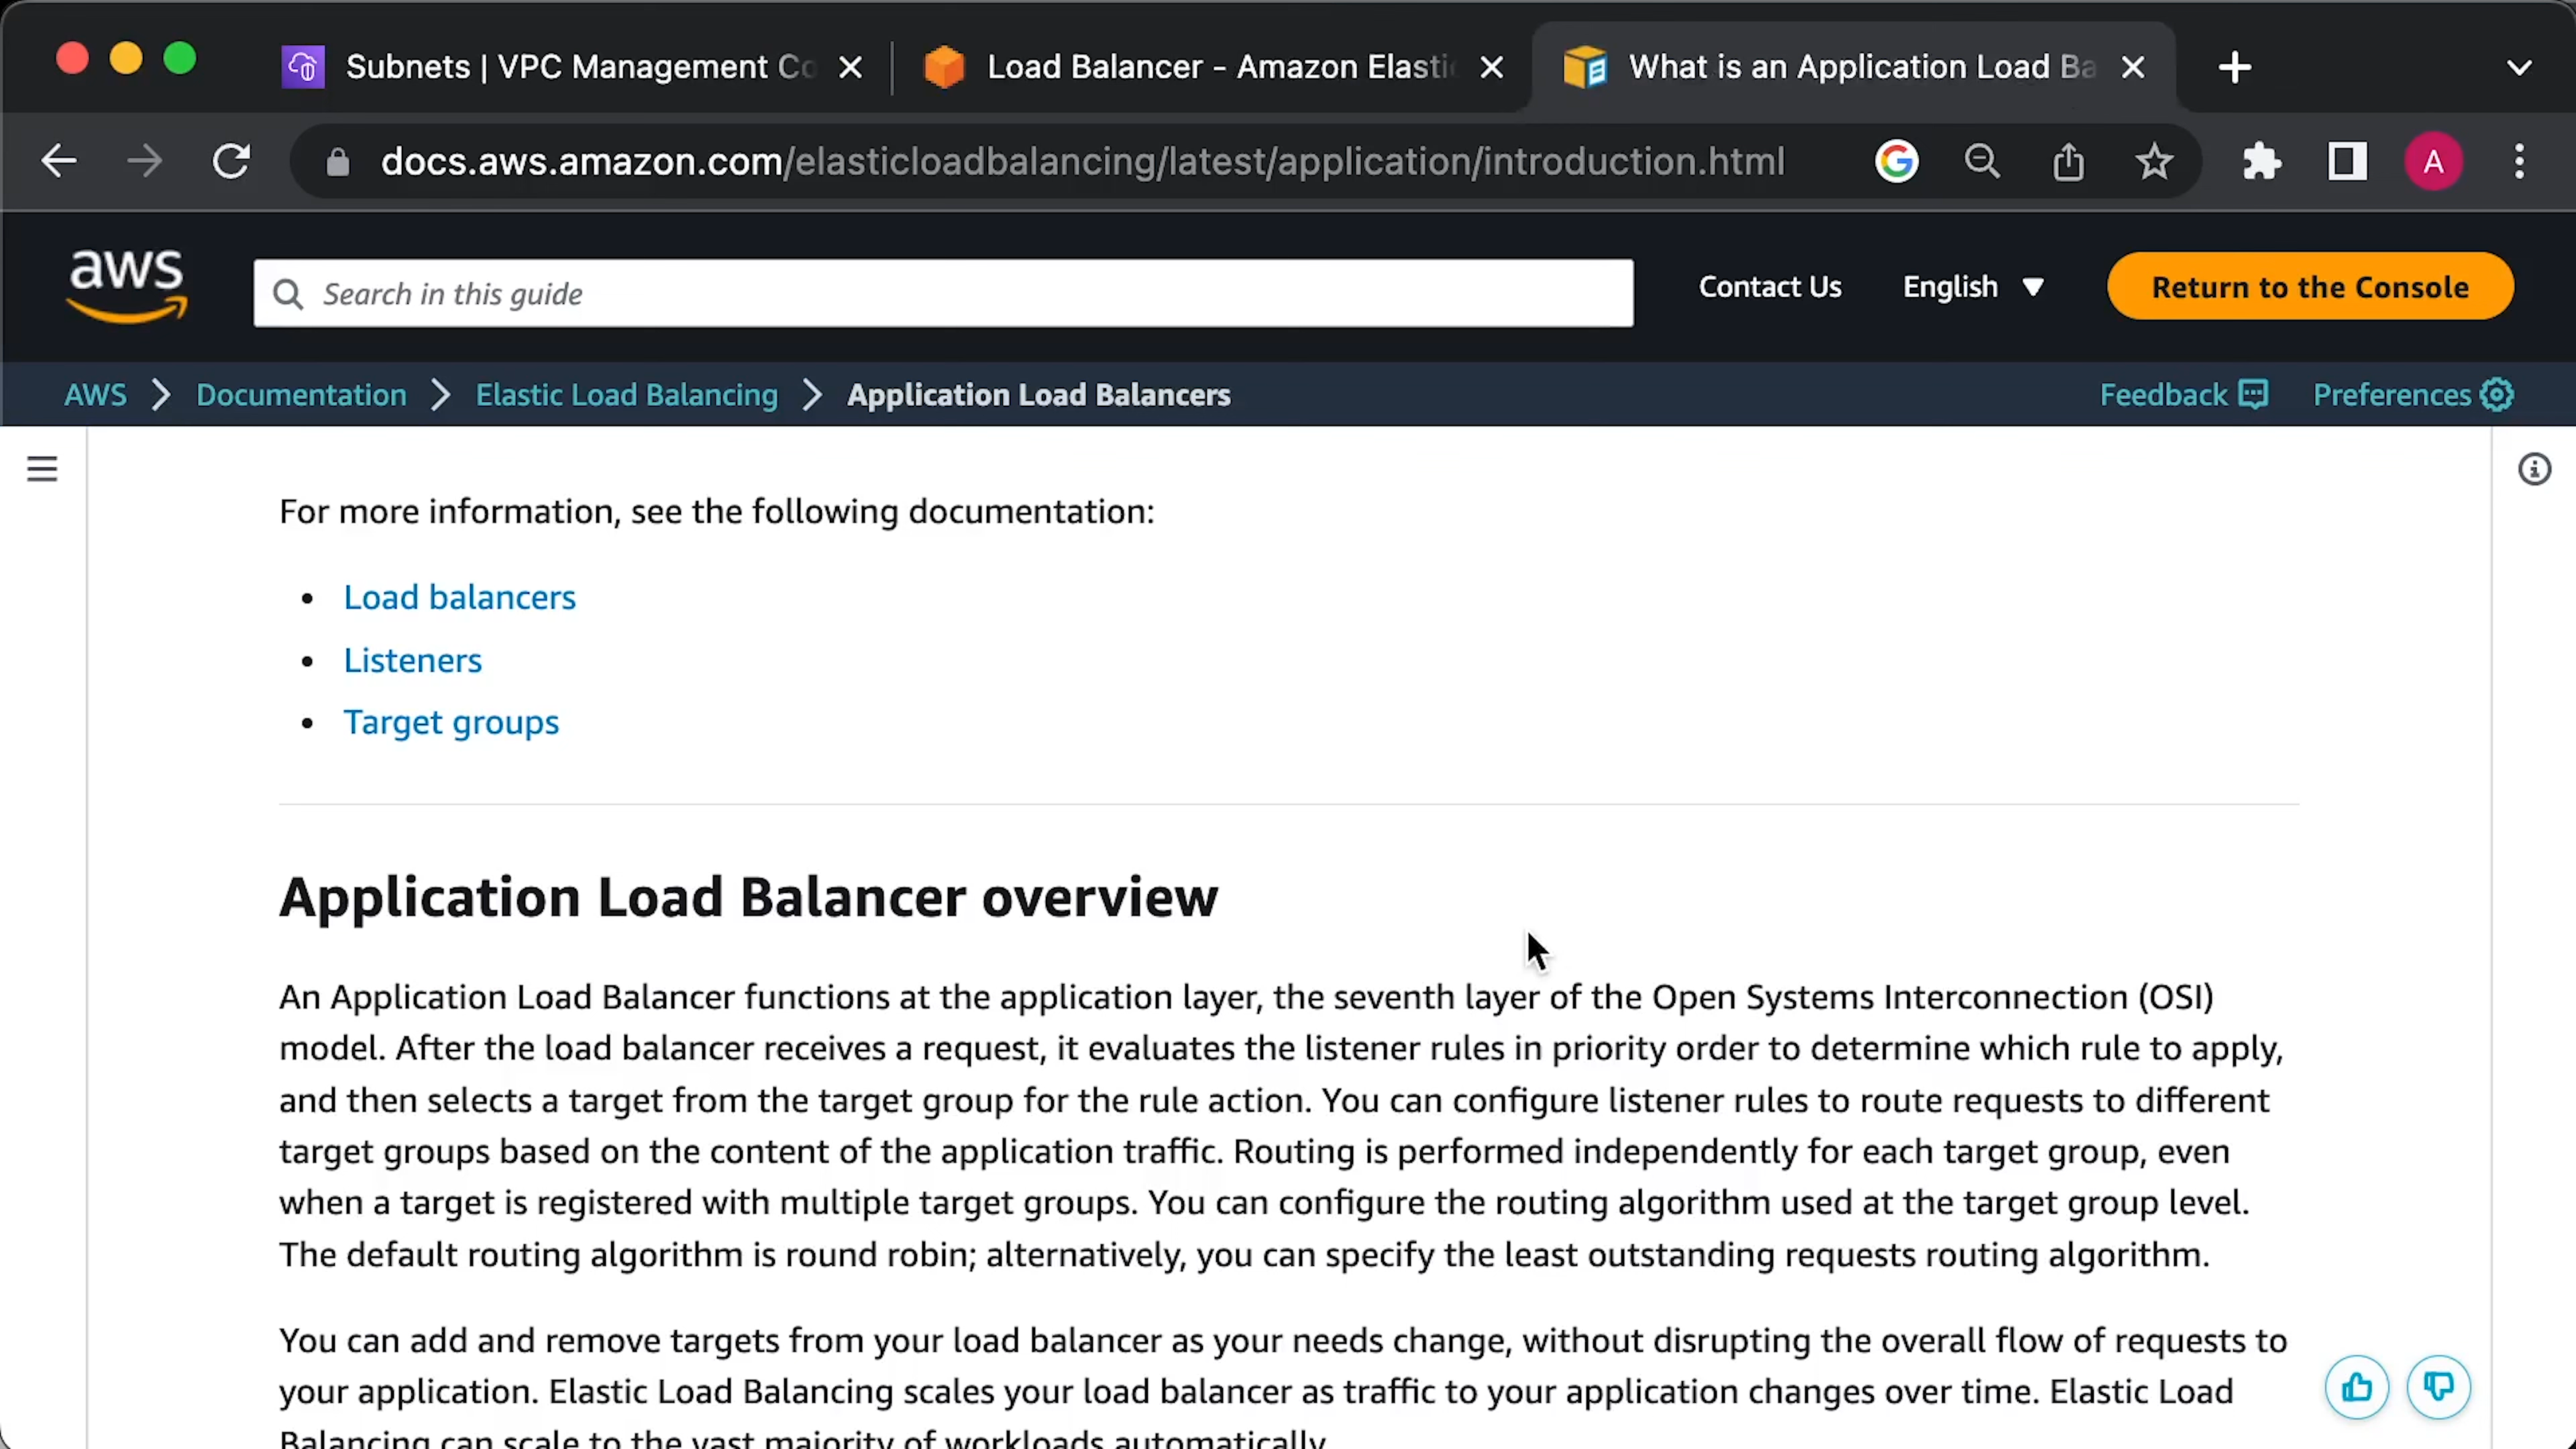 Subnets | VPC Management Co
Load Balancer - Amazon Elastic
What is an Application Load Ba
docs.aws.amazon.com/elasticloadbalancing/latest/application/introduction.html
A
aws
Search in this guide
Contact Us
English
Return to the Console
AWS
Documentation
Elastic Load Balancing
Application Load Balancers
Feedback
Preferences
For more information, see the following documentation:
• Load balancers
• Listeners
• Target groups
Application Load Balancer overview
An Application Load Balancer functions at the application layer, the seventh layer of the Open Systems Interconnection (OSI)
model. After the load balancer receives a request, it evaluates the listener rules in priority order to determine which rule to apply,
and then selects a target from the target group for the rule action. You can configure listener rules to route requests to different
target groups based on the content of the application traffic. Routing is performed independently for each target group, even
when a target is registered with multiple target groups. You can configure the routing algorithm used at the target group level.
The default routing algorithm is round robin; alternatively, you can specify the least outstanding requests routing algorithm.
You can add and remove targets from your load balancer as your needs change, without disrupting the overall flow of requests to
your application. Elastic Load Balancing scales your load balancer as traffic to your application changes over time. Elastic Load
Balancing can scale to the vast majority of workloads automatically.